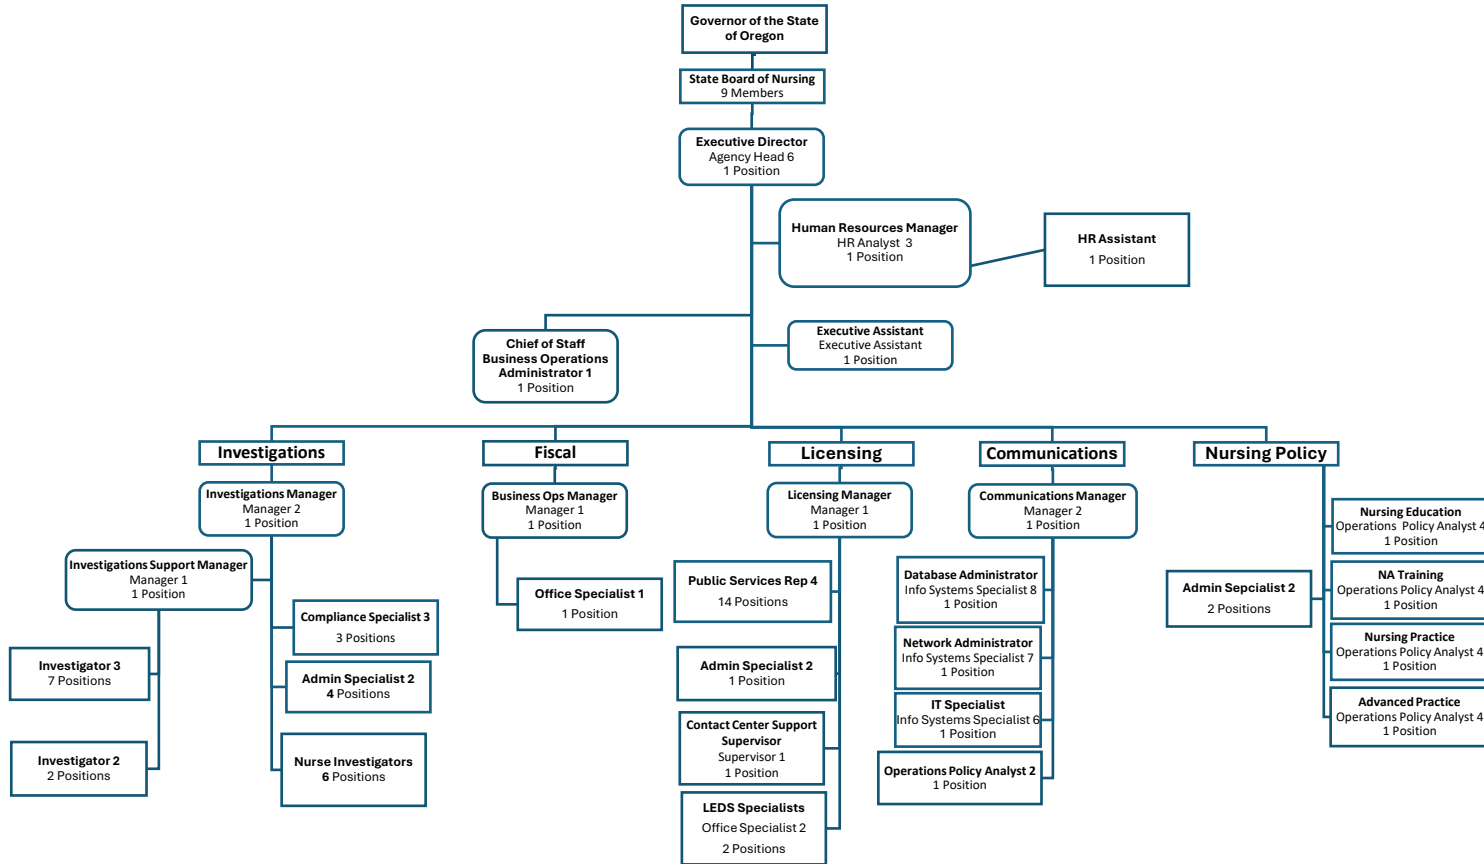 Governor of the State
of Oregon
State Board of Nursing
9 Members
Executive Director
Agency Head 6
1 Position
Human Resources Manager
HR Analyst 3
1 Position
HR Assistant
1 Position
Chief of Staff
Business Operations
Administrator 1
1 Position
Executive Assistant
Executive Assistant
1 Position
Investigations
Investigations Manager
Manager 2
1 Position
Investigations Support Manager
Manager 1
1 Position
Investigator 3
7 Positions
Investigator 2
2 Positions
Compliance Specialist 3
3 Positions
Admin Specialist 2
4 Positions
Nurse Investigators
6 Positions
Fiscal
Business Ops Manager
Manager 1
1 Position
Office Specialist 1
1 Position
Licensing
Licensing Manager
Manager 1
1 Position
Public Services Rep 4
14 Positions
Admin Specialist 2
1 Position
Contact Center Support
Supervisor
Supervisor 1
1 Position
LEDS Specialists
Office Specialist 2
2 Positions
Communications
Communications Manager
Manager 2
1 Position
Database Administrator
Info Systems Specialist 8
1 Position
Network Administrator
Info Systems Specialist 7
1 Position
IT Specialist
Info Systems Specialist 6
1 Position
Operations Policy Analyst 2
1 Position
Nursing Policy
Admin Sepcialist 2
2 Positions
Nursing Education
Operations Policy Analyst 4
1 Position
NA Training
Operations Policy Analyst 4
1 Position
Nursing Practice
Operations Policy Analyst 4
1 Position
Advanced Practice
Operations Policy Analyst 4
1 Position